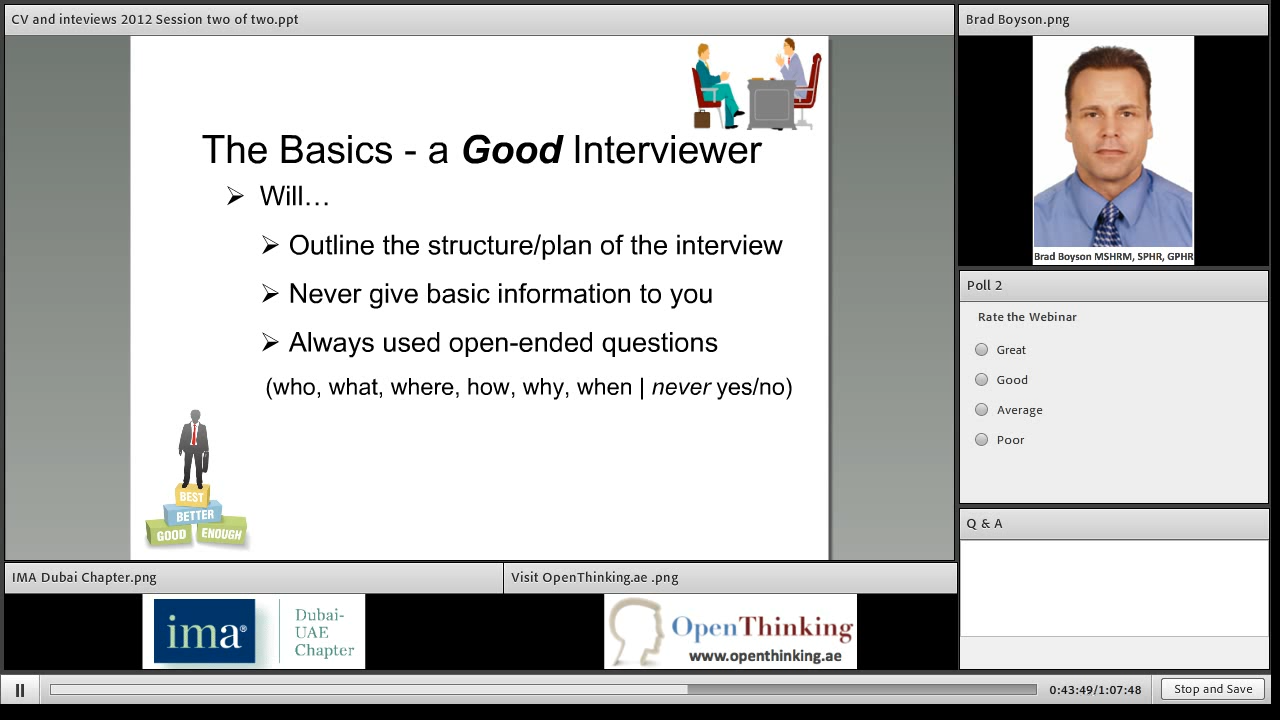 CV and inteviews 2012 Session two of two.ppt
The Basics - a Good Interviewer
Will…
Outline the structure/plan of the interview
Never give basic information to you
Always used open-ended questions
(who, what, where, how, why, when | never yes/no)
BEST
BETTER
GOOD ENOUGH
Brad Boyson.png
Brad Boyson MSHRM, SPHR, GPHR
Poll 2
Rate the Webinar
Great
Good
Average
Poor
Q & A
IMA Dubai Chapter.png
ima®
Dubai-
UAE
Chapter
Visit OpenThinking.ae .png
OpenThinking
www.openthinking.ae
0:43:49/1:07:48
Stop and Save